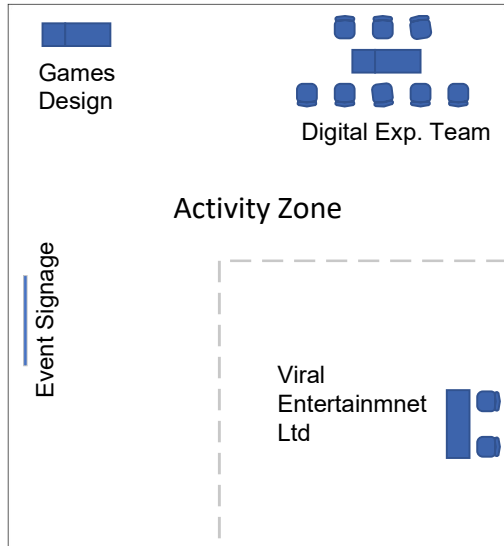 Games
Design
Digital Exp. Team
Activity Zone
Event Signage
Viral
Entertainmnet
Ltd